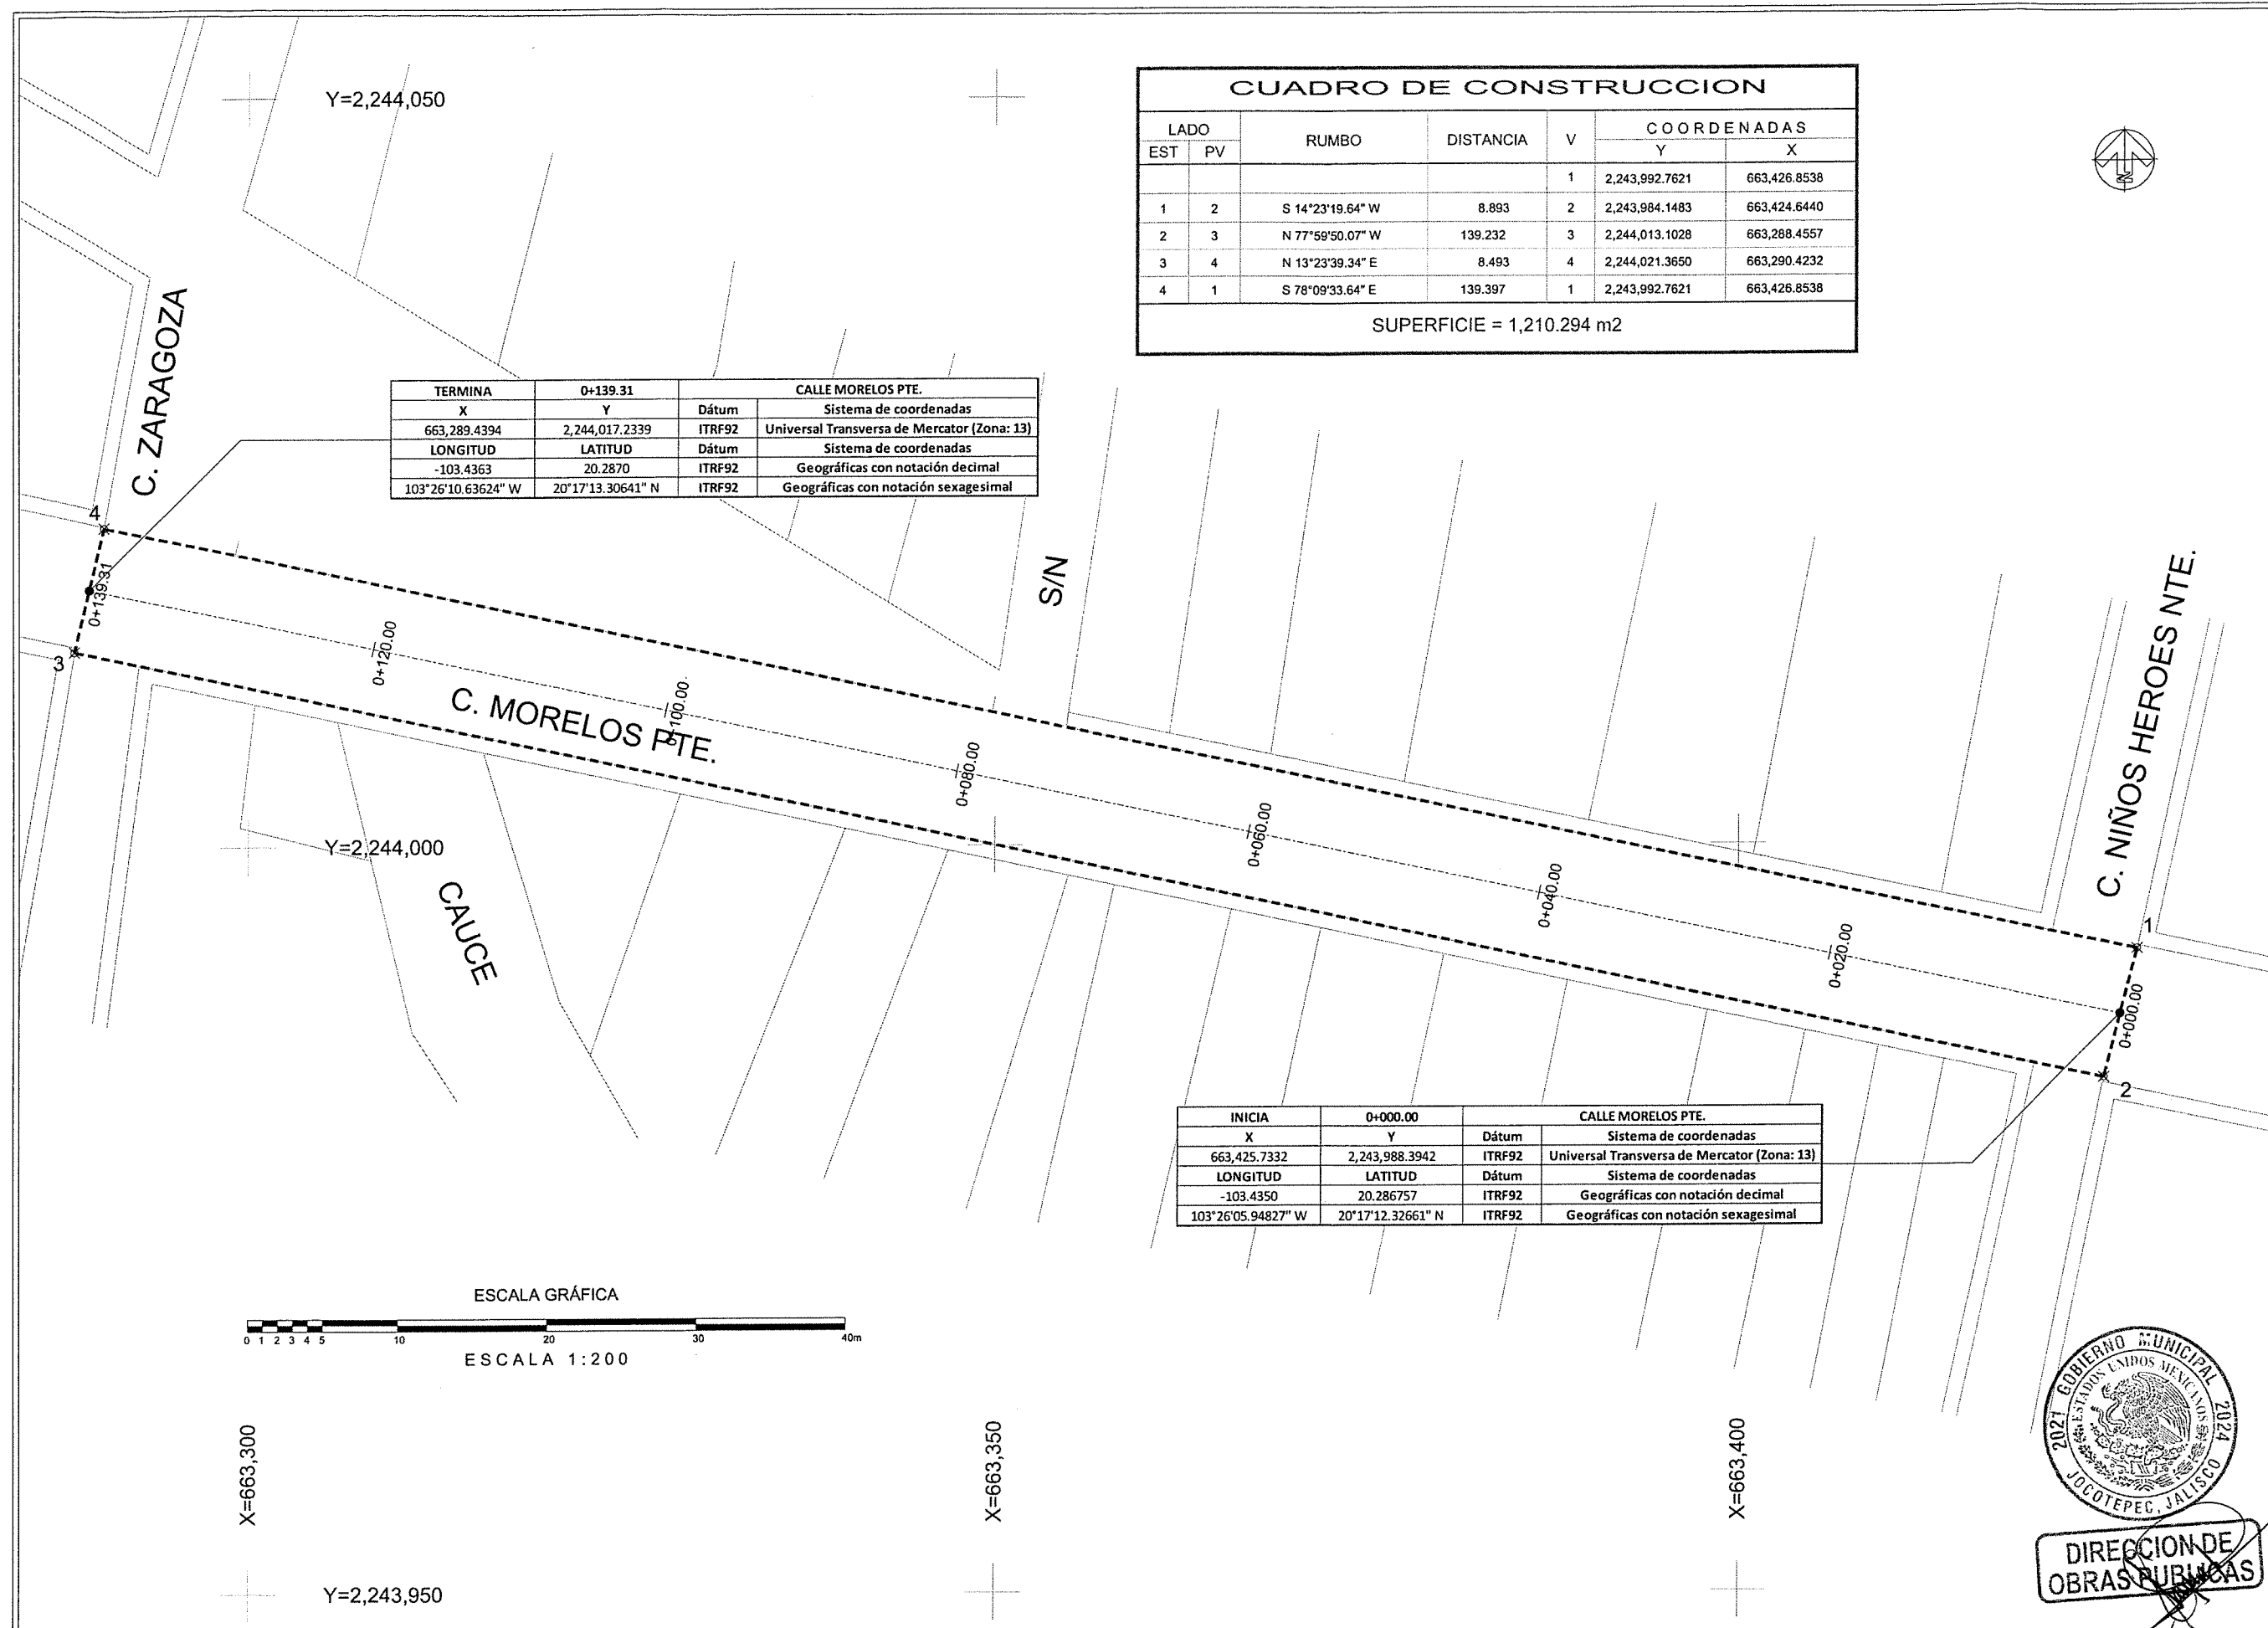 Y=2,244,050
CUADRO DE CONSTRUCCION
LADO RUMBO DISTANCIA V COORDENADAS
EST PV Y X
1 2,243,992.7621 663,426.8538
1 2 S 14°23'19.64" W 8.893 2 2,243,984.1483 663,424.6440
2 3 N 77°59'50.07" W 139.232 3 2,244,013.1028 663,288.4557
3 4 N 13°23'39.34" E 8.493 4 2,244,021.3650 663,290.4232
4 1 S 78°09'33.64" E 139.397 1 2,243,992.7621 663,426.8538
SUPERFICIE = 1,210.294 m2
N
C. ZARAGOZA
TERMINA 0+139.31 CALLE MORELOS PTE.
X Y Dátum Sistema de coordenadas
663,289.4394 2,244,017.2339 ITRF92 Universal Transversa de Mercator (Zona: 13)
LONGITUD LATITUD Dátum Sistema de coordenadas
-103.4363 20.2870 ITRF92 Geográficas con notación decimal
103°26'10.63624" W 20°17'13.30641" N ITRF92 Geográficas con notación sexagesimal
4
0+139.31
3
0+120.00
C. MORELOS PTE.
0+100.00
S/N
0+080.00
0+060.00
0+040.00
0+020.00
0+000.00
C. NIÑOS HEROES NTE.
1
2
Y=2,244,000
CAUCE
INICIA 0+000.00 CALLE MORELOS PTE.
X Y Dátum Sistema de coordenadas
663,425.7332 2,243,988.3942 ITRF92 Universal Transversa de Mercator (Zona: 13)
LONGITUD LATITUD Dátum Sistema de coordenadas
-103.4350 20.286757 ITRF92 Geográficas con notación decimal
103°26'05.94827" W 20°17'12.32661" N ITRF92 Geográficas con notación sexagesimal
ESCALA GRÁFICA
0 1 2 3 4 5 10 20 30 40m
ESCALA 1:200
X=663,300
X=663,350
X=663,400
Y=2,243,950
2021 GOBIERNO MUNICIPAL 2024
ESTADOS UNIDOS MEXICANOS
JOCOTEPEC, JALISCO
DIRECCION DE
OBRAS PUBLICAS